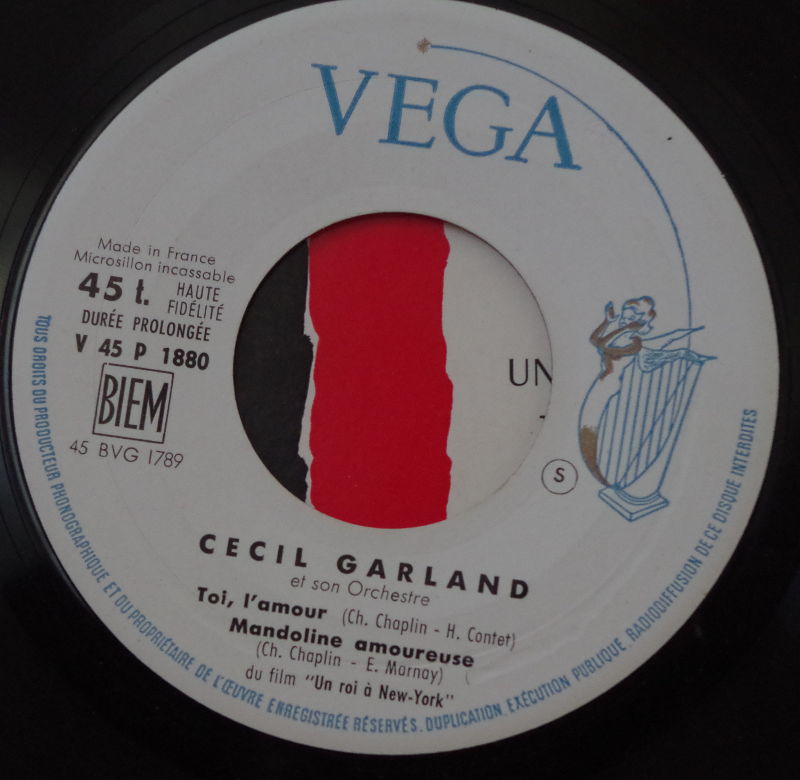 VEGA
Made in France
Microsillon incassable
45 t. HAUTE FIDÉLITÉ
DURÉE PROLONGÉE
V 45 P 1880
BIEM
45 BVG 1789
UN
S
CECIL GARLAND
et son Orchestre
Toi, l'amour (Ch. Chaplin - H. Contet)
Mandoline amoureuse
(Ch. Chaplin - E. Marnay)
du film "Un roi à New-York"
TOUS DROITS DU PRODUCTEUR PHONOGRAPHIQUE ET DU PROPRIÉTAIRE DE L'ŒUVRE ENREGISTRÉE RÉSERVÉS. DUPLICATION, EXÉCUTION PUBLIQUE, RADIODIFFUSION DE CE DISQUE INTERDITES